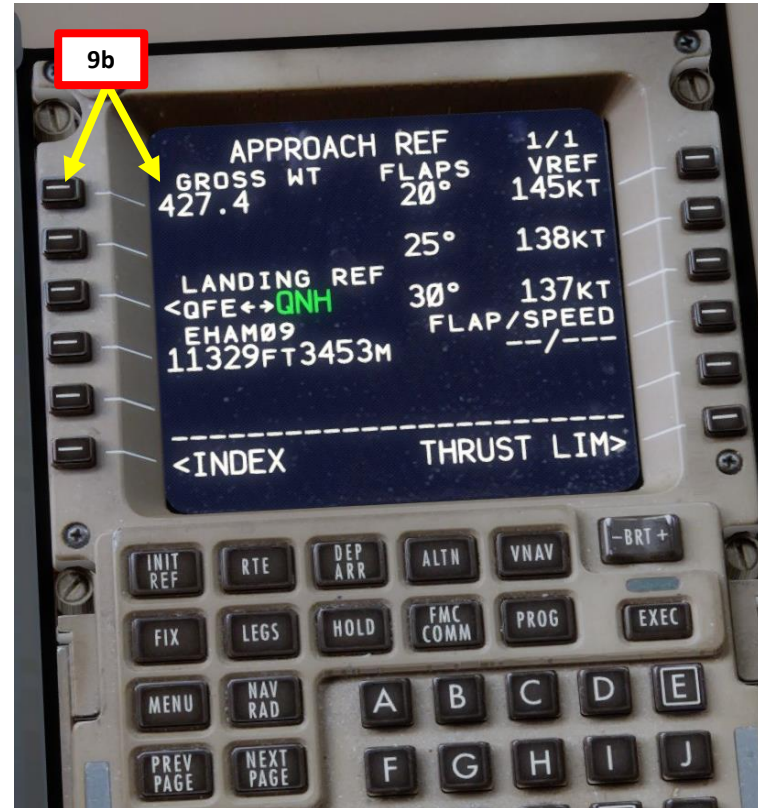 9b
APPROACH REF 1/1
GROSS WT FLAPS VREF
427.4 20° 145KT
25° 138KT
LANDING REF
<QFE↔QNH 30° 137KT
EHAM09 FLAP/SPEED
11329FT3453M --/---
------------------------
<INDEX THRUST LIM>
INIT REF RTE DEP ARR ALTN VNAV -BRT+
FIX LEGS HOLD FMC COMM PROG EXEC
MENU NAV RAD A B C D E
PREV PAGE NEXT PAGE F G H I J